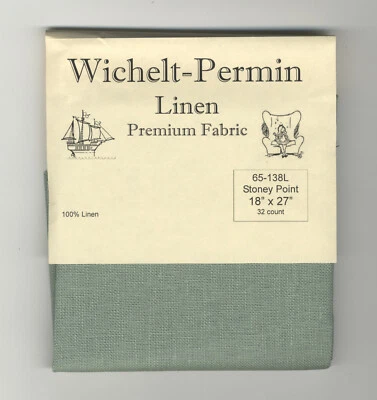 Wichelt-Permin
Linen
Premium Fabric
65-138L
Stoney Point
18" x 27"
32 count
100% Linen